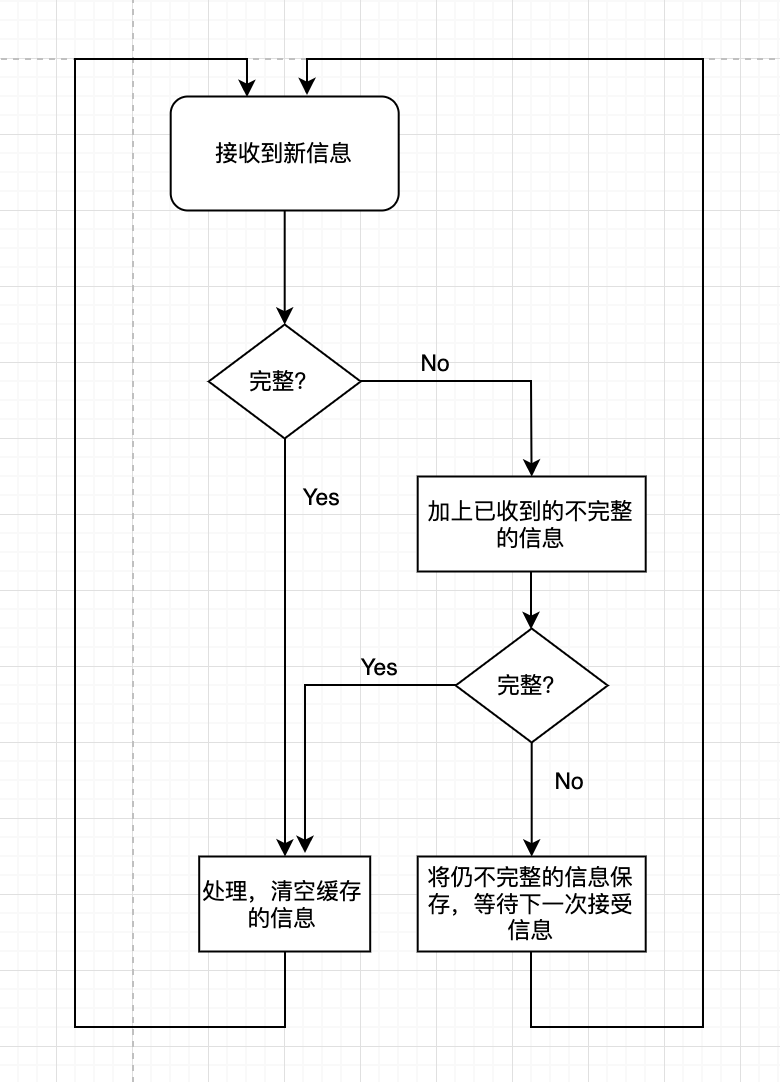 接收到新信息
完整?
No
Yes
加上已收到的不完整
的信息
Yes
完整?
No
处理，清空缓存
的信息
将仍不完整的信息保
存，等待下一次接受
信息